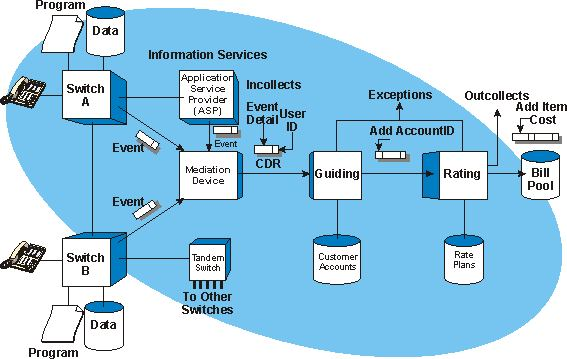 Program
Data
Information Services
Switch
A
Application
Service
Provider
(ASP)
Incollects
Event
Detail
User
ID
Exceptions
Outcollects
Add Item
Cost
Event
Event
Add AccountID
Mediation
Device
CDR
Guiding
Rating
Bill
Pool
Event
Switch
B
Tandem
Switch
Customer
Accounts
Rate
Plans
To Other
Switches
Data
Program